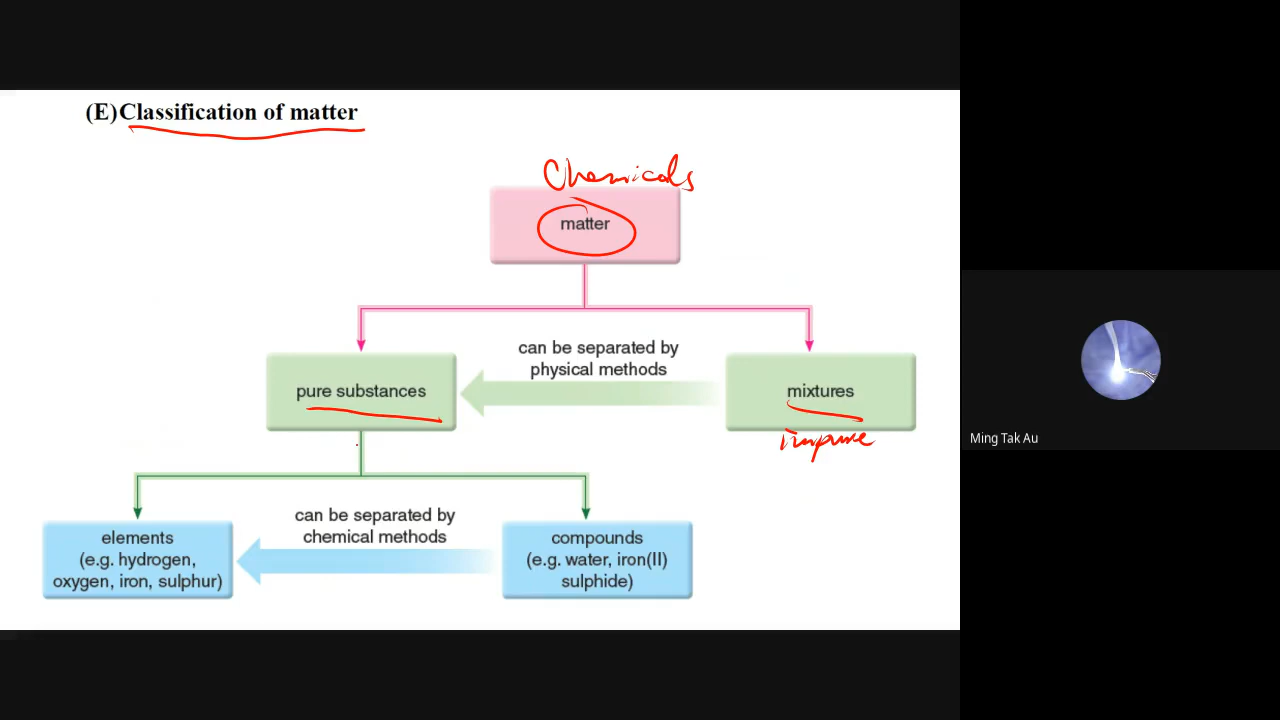 (E)Classification of matter
Chemicals
matter
can be separated by
physical methods
pure substances
mixtures
impure
Ming Tak Au
can be separated by
chemical methods
elements
(e.g. hydrogen,
oxygen, iron, sulphur)
compounds
(e.g. water, iron(II)
sulphide)